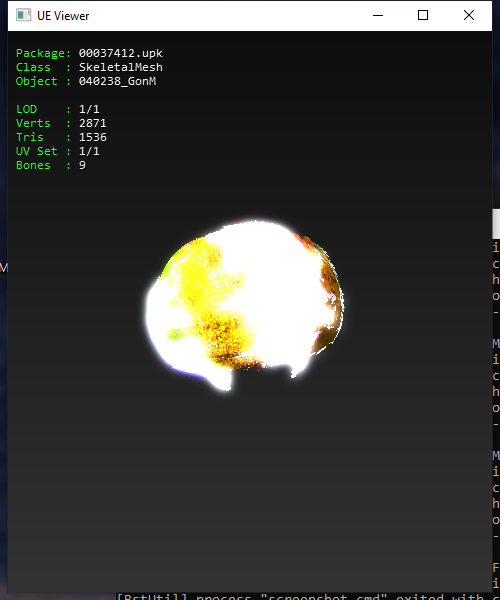 UE Viewer
Package: 00037412.upk
Class : SkeletalMesh
Object : 040238_GonM
LOD : 1/1
Verts : 2871
Tris : 1536
UV Set : 1/1
Bones : 9
M
i
c
h
o
-
M
i
c
h
o
-
M
i
c
h
o
-
F
i
[BstUtil] process "screenshot.cmd" exited with c